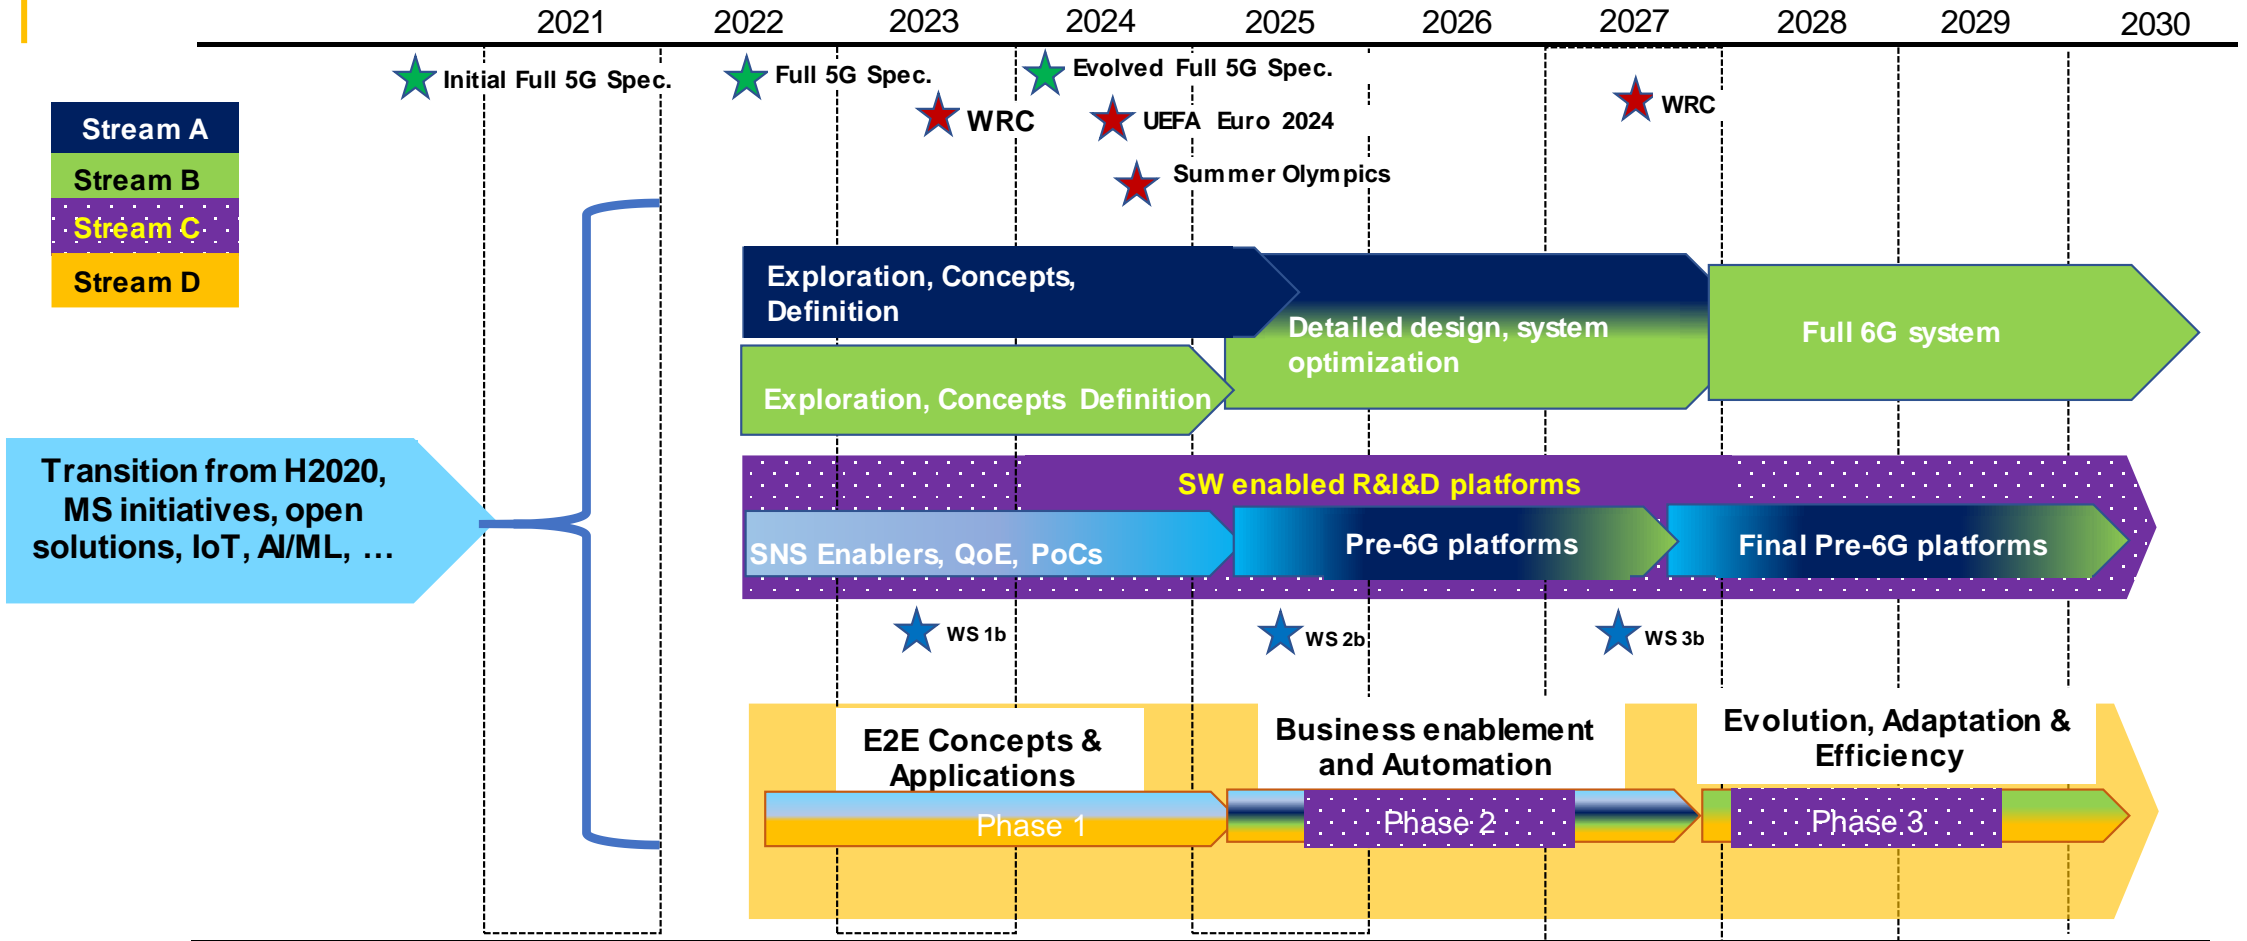 2021 2022 2023 2024 2025 2026 2027 2028 2029 2030
Initial Full 5G Spec.
Full 5G Spec.
Evolved Full 5G Spec.
WRC
UEFA Euro 2024
WRC
Summer Olympics
Stream A
Stream B
Stream C
Stream D
Exploration, Concepts,
Definition
Detailed design, system
optimization
Full 6G system
Exploration, Concepts Definition
Transition from H2020,
MS initiatives, open
solutions, IoT, AI/ML, …
SW enabled R&I&D platforms
SNS Enablers, QoE, PoCs
Pre-6G platforms
Final Pre-6G platforms
WS 1b
WS 2b
WS 3b
E2E Concepts &
Applications
Business enablement
and Automation
Evolution, Adaptation &
Efficiency
Phase 1
Phase 2
Phase 3